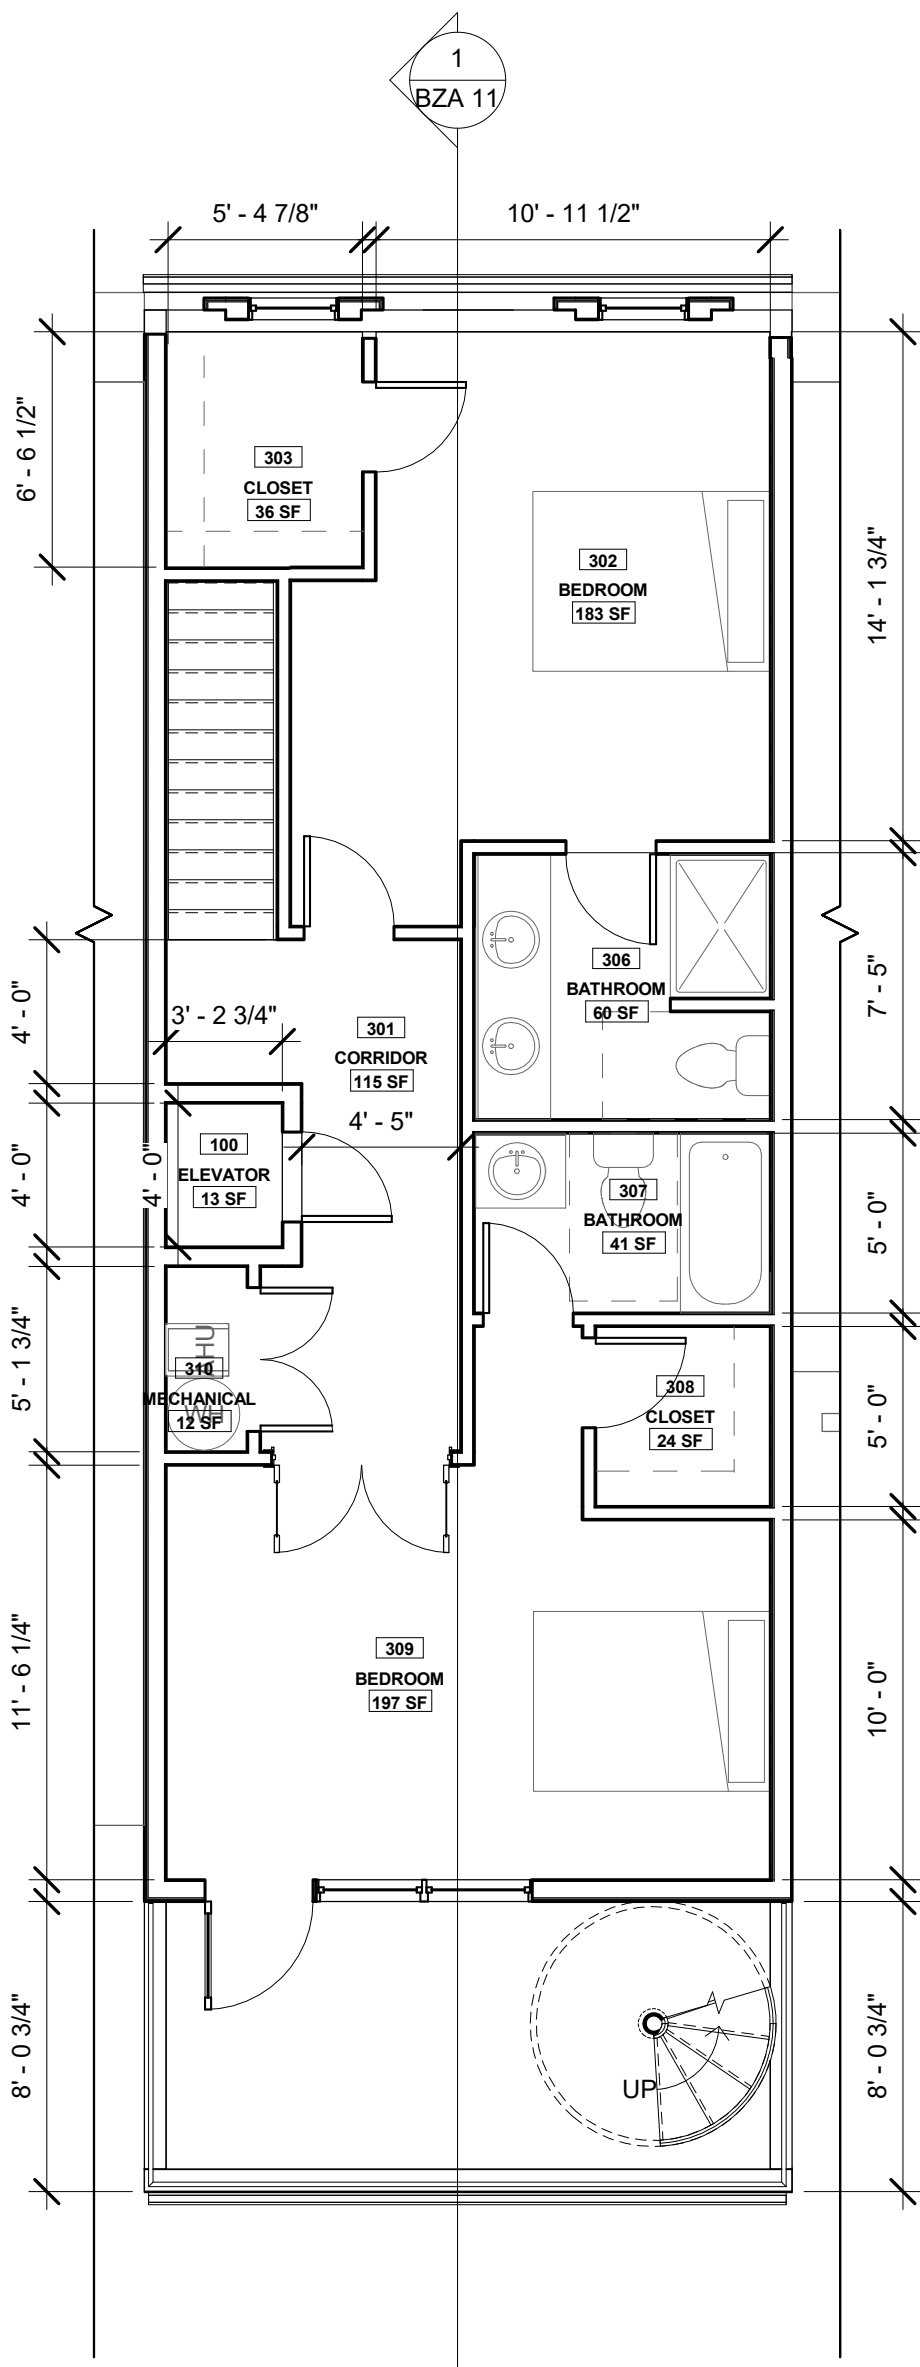 1
BZA 11
5' - 4 7/8"
10' - 11 1/2"
6' - 6 1/2"
303
CLOSET
36 SF
302
BEDROOM
183 SF
14' - 1 3/4"
4' - 0"
3' - 2 3/4"
301
CORRIDOR
115 SF
306
BATHROOM
60 SF
7' - 5"
4' - 0"
4' - 0"
100
ELEVATOR
13 SF
4' - 5"
307
BATHROOM
41 SF
5' - 0"
5' - 1 3/4"
AHU
310
MECHANICAL
WH
12 SF
308
CLOSET
24 SF
5' - 0"
11' - 6 1/4"
309
BEDROOM
197 SF
10' - 0"
8' - 0 3/4"
UP
8' - 0 3/4"